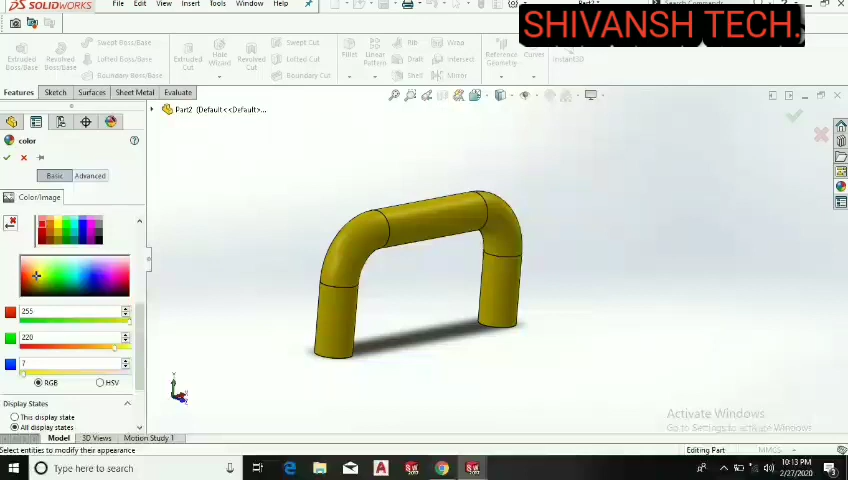 SOLIDWORKS
File Edit View Insert Tools Window Help
Part2
Search Commands
SHIVANSH TECH.
Extruded Boss/Base
Revolved Boss/Base
Swept Boss/Base
Lofted Boss/Base
Boundary Boss/Base
Extruded Cut
Hole Wizard
Revolved Cut
Swept Cut
Lofted Cut
Boundary Cut
Fillet
Linear Pattern
Rib
Draft
Shell
Wrap
Intersect
Mirror
Reference Geometry
Curves
Instant3D
Features Sketch Surfaces Sheet Metal Evaluate
Part2 (Default<<Default>...
color
Basic Advanced
Color/Image
255
220
7
RGB HSV
Display States
This display state
All display states
Y
Model 3D Views Motion Study 1
Activate Windows
Go to Settings to activate Windows.
Select entities to modify their appearance
Editing Part
MMGS
Type here to search
10:13 PM
2/27/2020